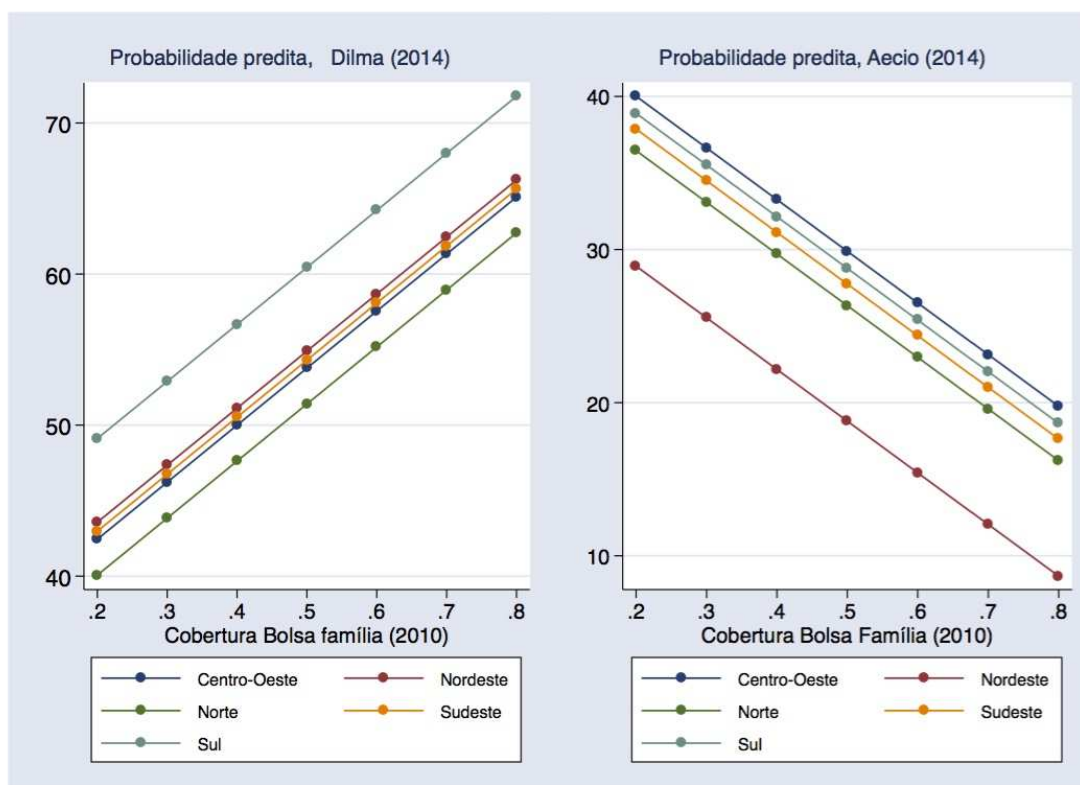 Probabilidade predita, Dilma (2014)
70
60
50
40
.2 .3 .4 .5 .6 .7 .8
Cobertura Bolsa família (2010)
Centro-Oeste Nordeste
Norte Sudeste
Sul
Probabilidade predita, Aecio (2014)
40
30
20
10
.2 .3 .4 .5 .6 .7 .8
Cobertura Bolsa Família (2010)
Centro-Oeste Nordeste
Norte Sudeste
Sul